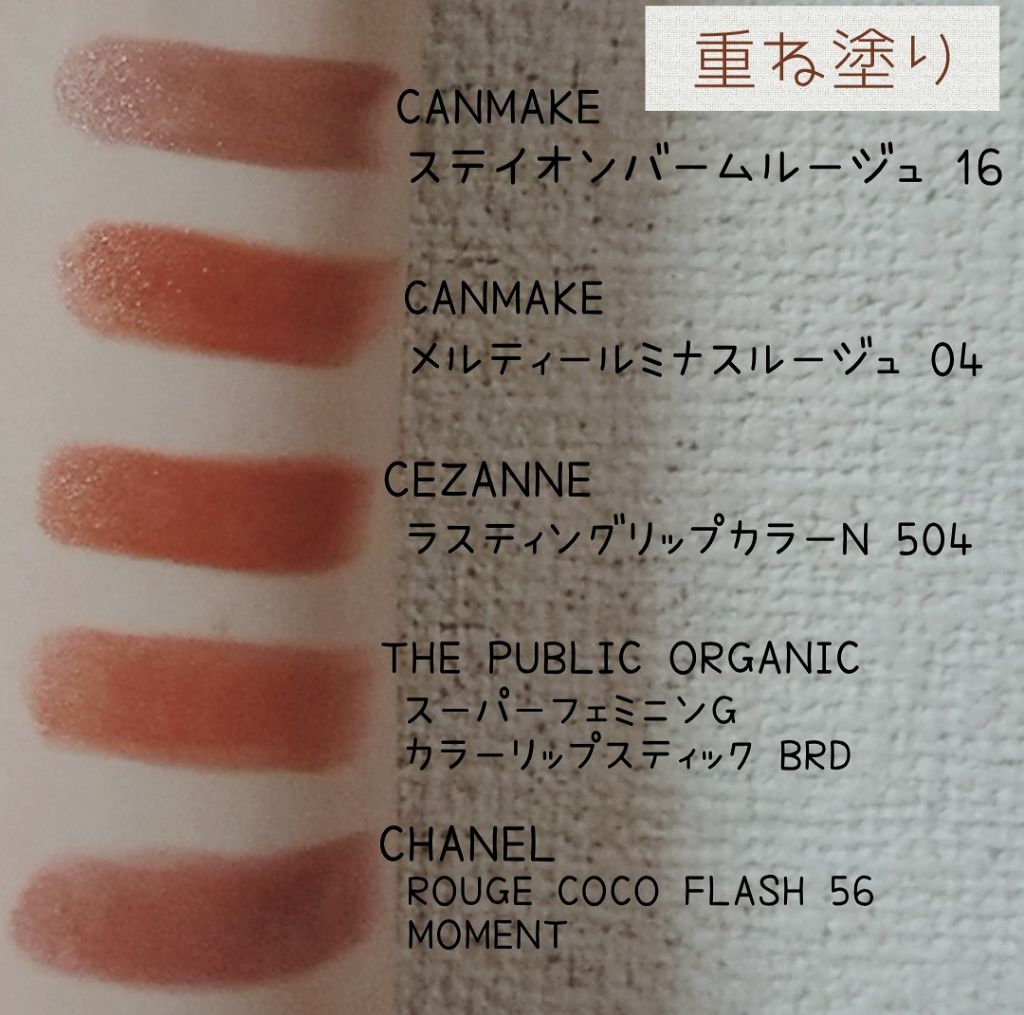 重ね塗り
CANMAKE
ステイオンバームルージュ 16
CANMAKE
メルティールミナスルージュ 04
CEZANNE
ラスティングリップカラーN 504
THE PUBLIC ORGANIC
スーパーフェミニンG
カラーリップスティック BRD
CHANEL
ROUGE COCO FLASH 56
MOMENT